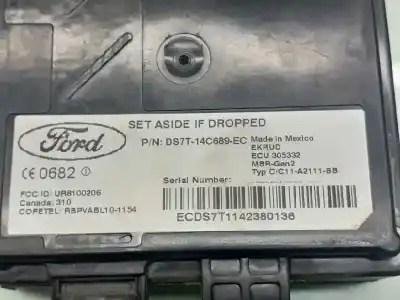 SET ASIDE IF DROPPED
Ford
P/N: DS7T-14C689-EC
Made in Mexico
EKRUC
ECU 305332
MBR-Gen2
Typ C/C11-A2111-BB
CE 0682
FCC ID: UR8100206
Canada: 310
COFETEL: RBPVABL10-1154
Serial Number:
ECDS7T1142380136